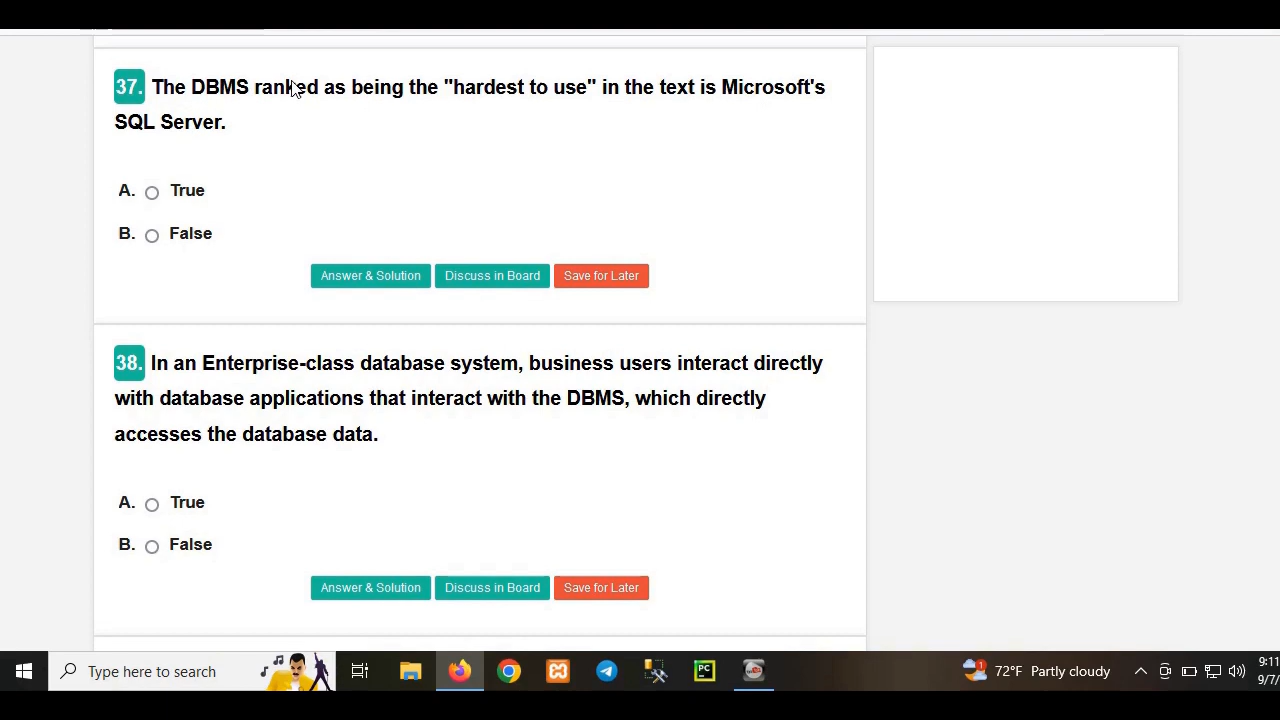 37. The DBMS ranked as being the "hardest to use" in the text is Microsoft's
SQL Server.
A. True
B. False
Answer & Solution Discuss in Board Save for Later
38. In an Enterprise-class database system, business users interact directly
with database applications that interact with the DBMS, which directly
accesses the database data.
A. True
B. False
Answer & Solution Discuss in Board Save for Later
Type here to search PC 1 72°F Partly cloudy 9:11
9/7/